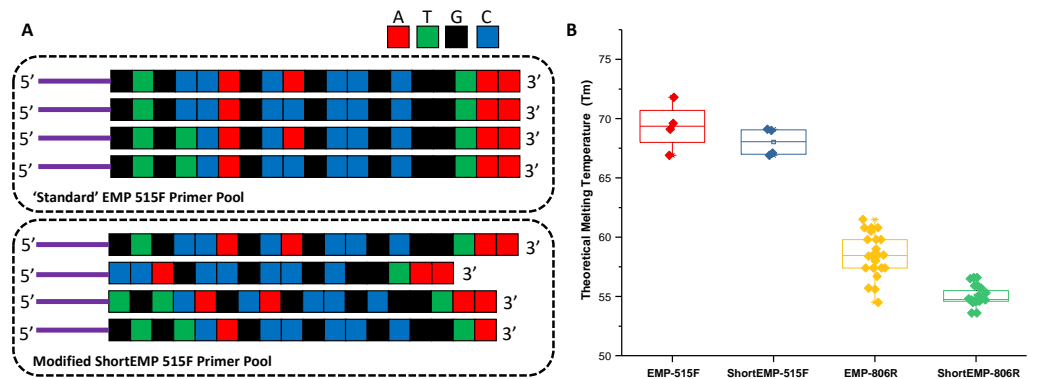 A
A T G C
5’ 3’
5’ 3’
5’ 3’
5’ 3’
‘Standard’ EMP 515F Primer Pool
5’ 3’
5’ 3’
5’ 3’
5’ 3’
Modified ShortEMP 515F Primer Pool
B
Theoretical Melting Temperature (Tm)
75
70
65
60
55
50
EMP-515F ShortEMP-515F EMP-806R ShortEMP-806R